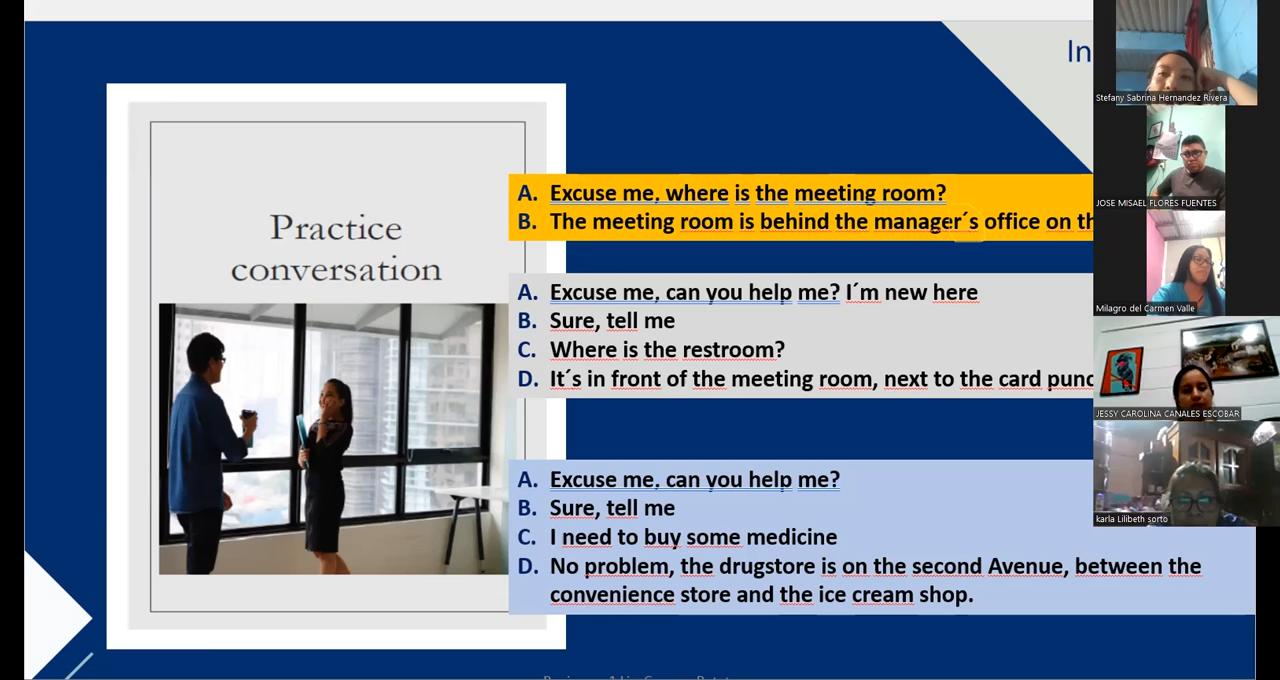 In
Stefany Sabrina Hernandez Rivera
JOSE MISAEL FLORES FUENTES
Milagro del Carmen Valle
JESSY CAROLINA CANALES ESCOBAR
karla Lilibeth sorto
Practice
conversation
A. Excuse me, where is the meeting room?
B. The meeting room is behind the manager´s office on th
A. Excuse me, can you help me? I´m new here
B. Sure, tell me
C. Where is the restroom?
D. It´s in front of the meeting room, next to the card punc
A. Excuse me, can you help me?
B. Sure, tell me
C. I need to buy some medicine
D. No problem, the drugstore is on the second Avenue, between the
convenience store and the ice cream shop.